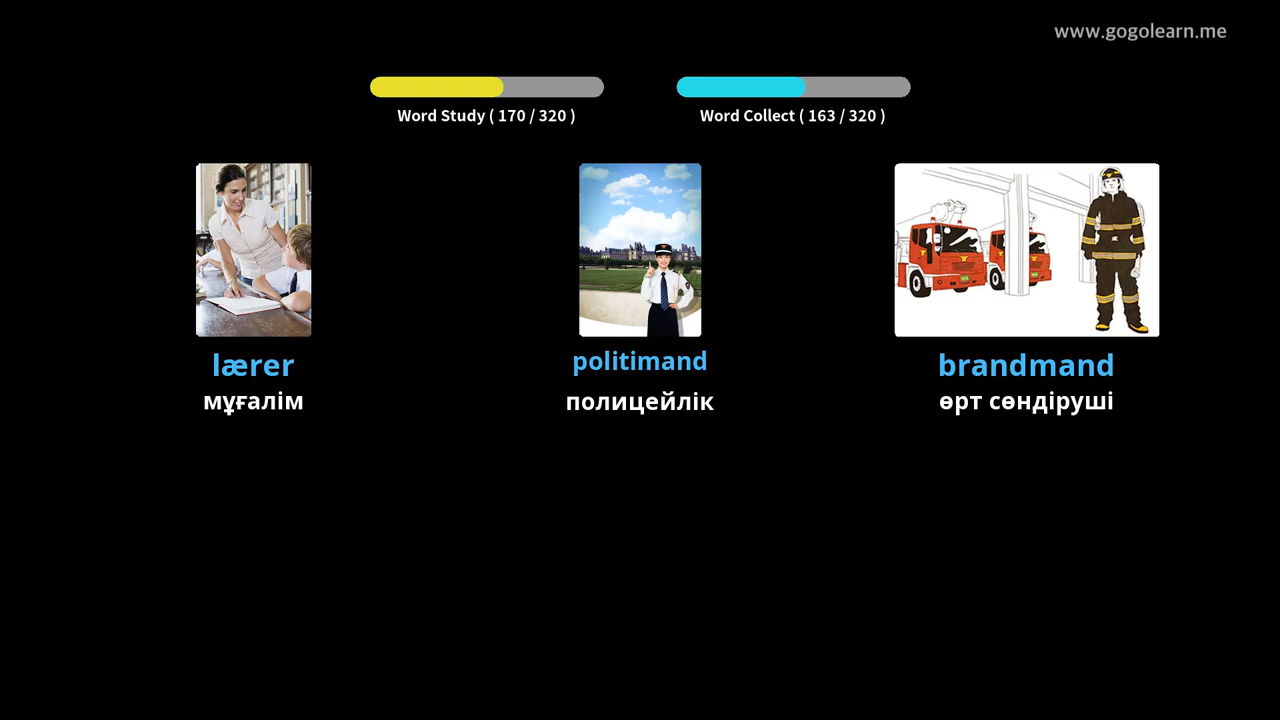 www.gogolearn.me
Word Study ( 170 / 320 )
Word Collect ( 163 / 320 )
lærer
politimand
brandmand
мұғалім
полицейлік
өрт сөндіруші